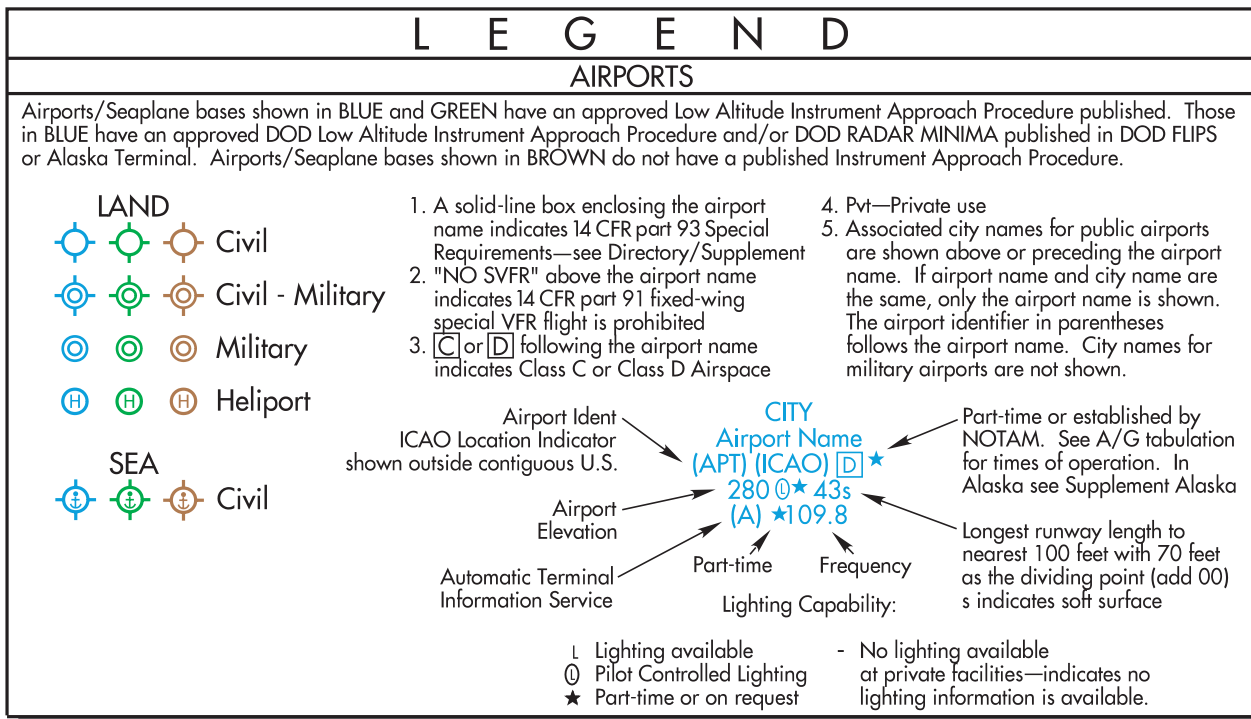 LEGEND
AIRPORTS
Airports/Seaplane bases shown in BLUE and GREEN have an approved Low Altitude Instrument Approach Procedure published. Those
in BLUE have an approved DOD Low Altitude Instrument Approach Procedure and/or DOD RADAR MINIMA published in DOD FLIPS
or Alaska Terminal. Airports/Seaplane bases shown in BROWN do not have a published Instrument Approach Procedure.
LAND
Civil
Civil - Military
Military
H H H Heliport
SEA
Civil
1. A solid-line box enclosing the airport
name indicates 14 CFR part 93 Special
Requirements—see Directory/Supplement
2. "NO SVFR" above the airport name
indicates 14 CFR part 91 fixed-wing
special VFR flight is prohibited
3. C or D following the airport name
indicates Class C or Class D Airspace
4. Pvt—Private use
5. Associated city names for public airports
are shown above or preceding the airport
name. If airport name and city name are
the same, only the airport name is shown.
The airport identifier in parentheses
follows the airport name. City names for
military airports are not shown.
Airport Ident
ICAO Location Indicator
shown outside contiguous U.S.
Airport
Elevation
Automatic Terminal
Information Service
CITY
Airport Name
(APT) (ICAO) D ★
280 Ⓛ★ 43s
(A) ★109.8
Part-time
Frequency
Part-time or established by
NOTAM. See A/G tabulation
for times of operation. In
Alaska see Supplement Alaska
Longest runway length to
nearest 100 feet with 70 feet
as the dividing point (add 00)
s indicates soft surface
Lighting Capability:
L Lighting available
Ⓛ Pilot Controlled Lighting
★ Part-time or on request
- No lighting available
at private facilities—indicates no
lighting information is available.